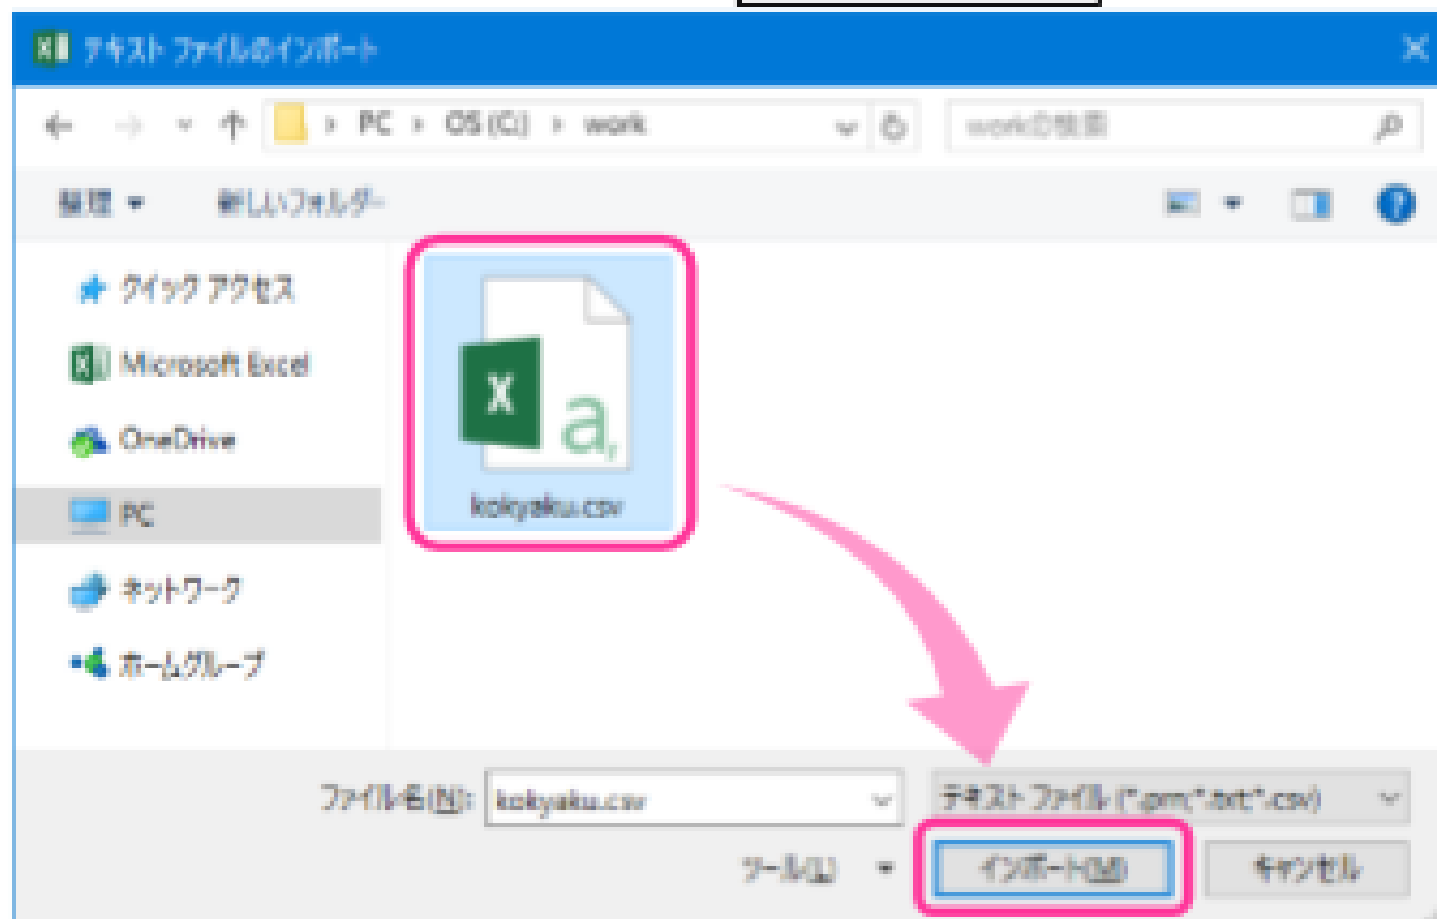 テキスト ファイルのインポート
PC > OS (C:) > work
workの検索
整理
新しいフォルダー
クイック アクセス
Microsoft Excel
OneDrive
PC
ネットワーク
ホームグループ
X a,
kokyaku.csv
ファイル名(N): kokyaku.csv
テキスト ファイル (*.prn;*.txt;*.csv)
ツール(L)
インポート(M)
キャンセル